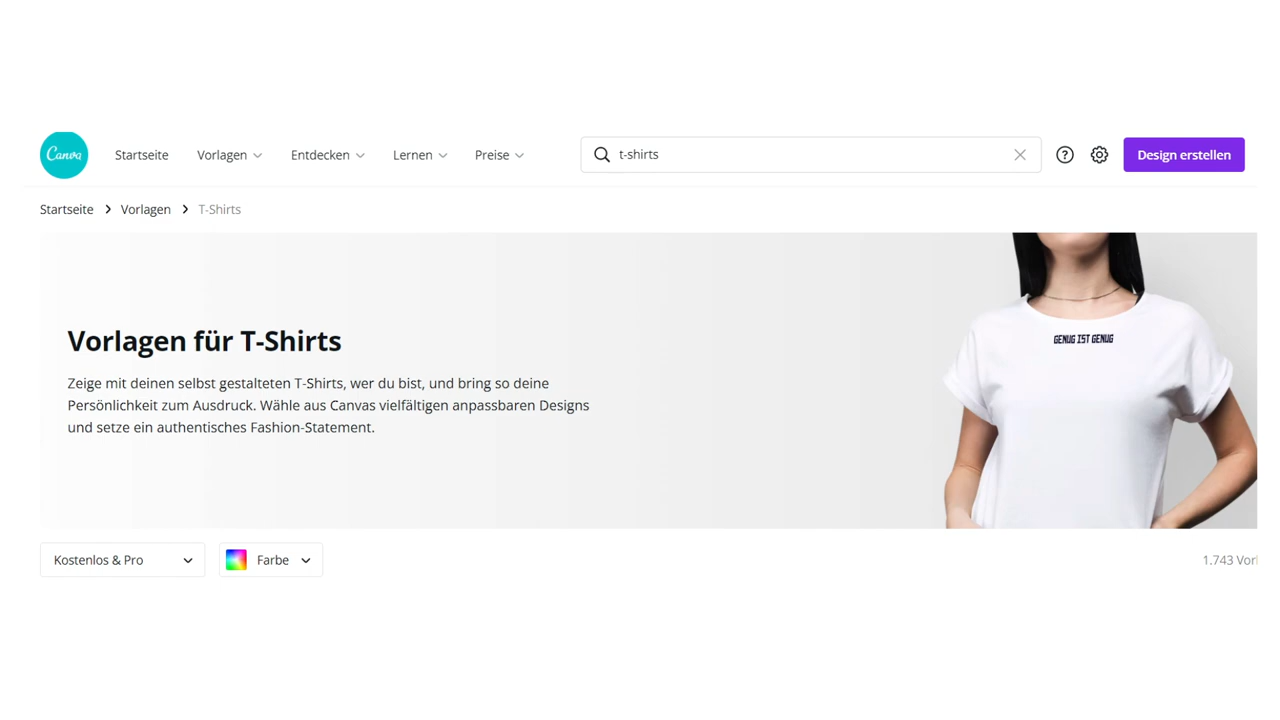 Canva
Startseite
Vorlagen
Entdecken
Lernen
Preise
t-shirts
?
Design erstellen
Startseite > Vorlagen > T-Shirts
Vorlagen für T-Shirts
GENUG IST GENUG
Zeige mit deinen selbst gestalteten T-Shirts, wer du bist, und bring so deine
Persönlichkeit zum Ausdruck. Wähle aus Canvas vielfältigen anpassbaren Designs
und setze ein authentisches Fashion-Statement.
Kostenlos & Pro
Farbe
1.743